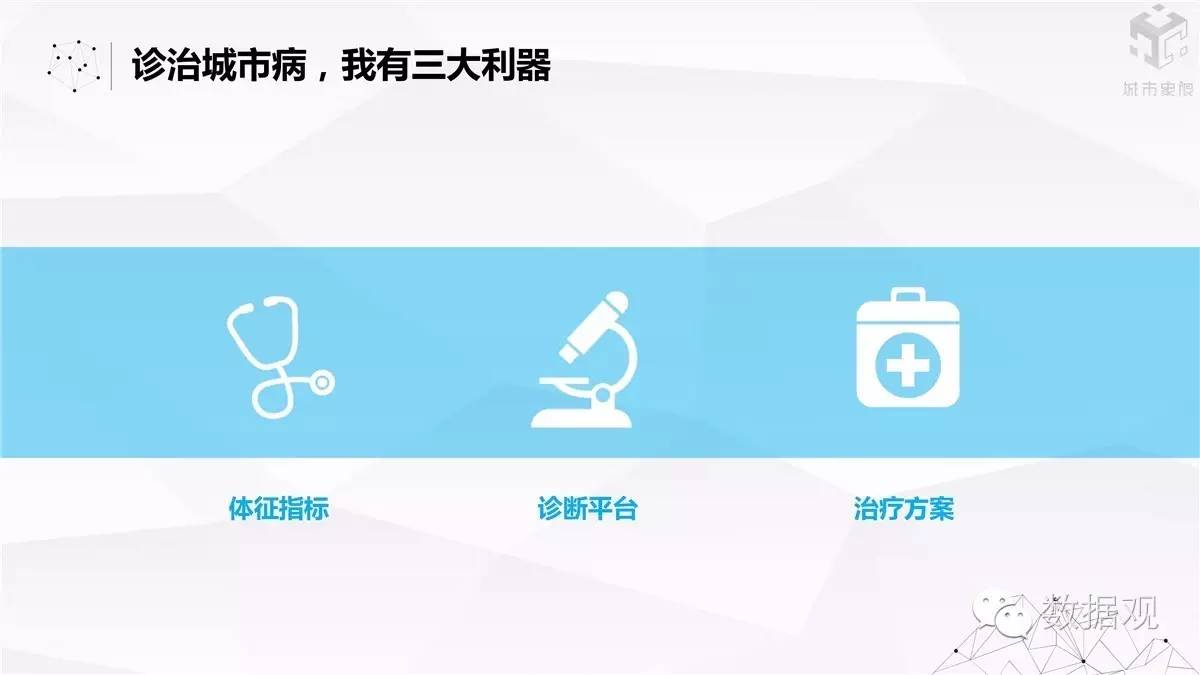 诊治城市病，我有三大利器
城市象限
体征指标
诊断平台
治疗方案
数据观